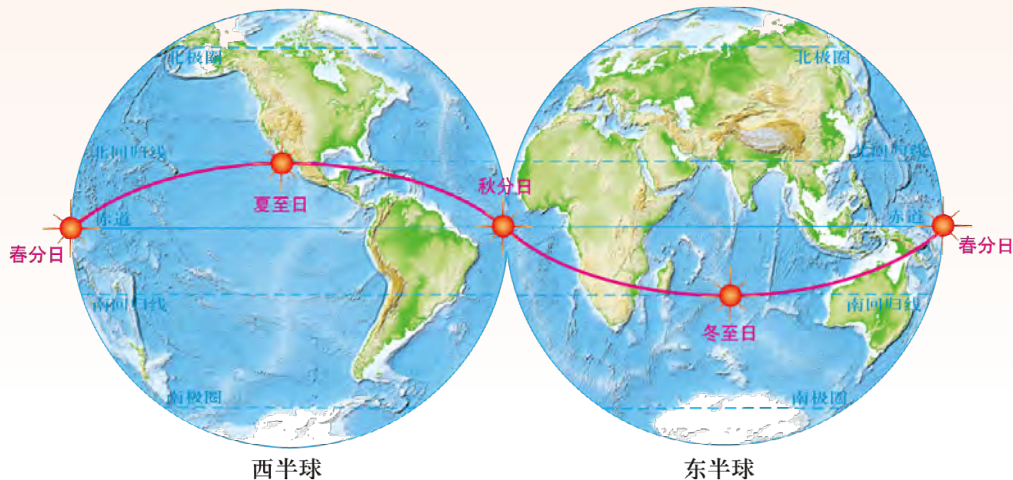 北极圈
北极圈
北回归线
北回归线
秋分日
夏至日
赤道
赤道
春分日
春分日
南回归线
南回归线
冬至日
南极圈
南极圈
西半球
东半球